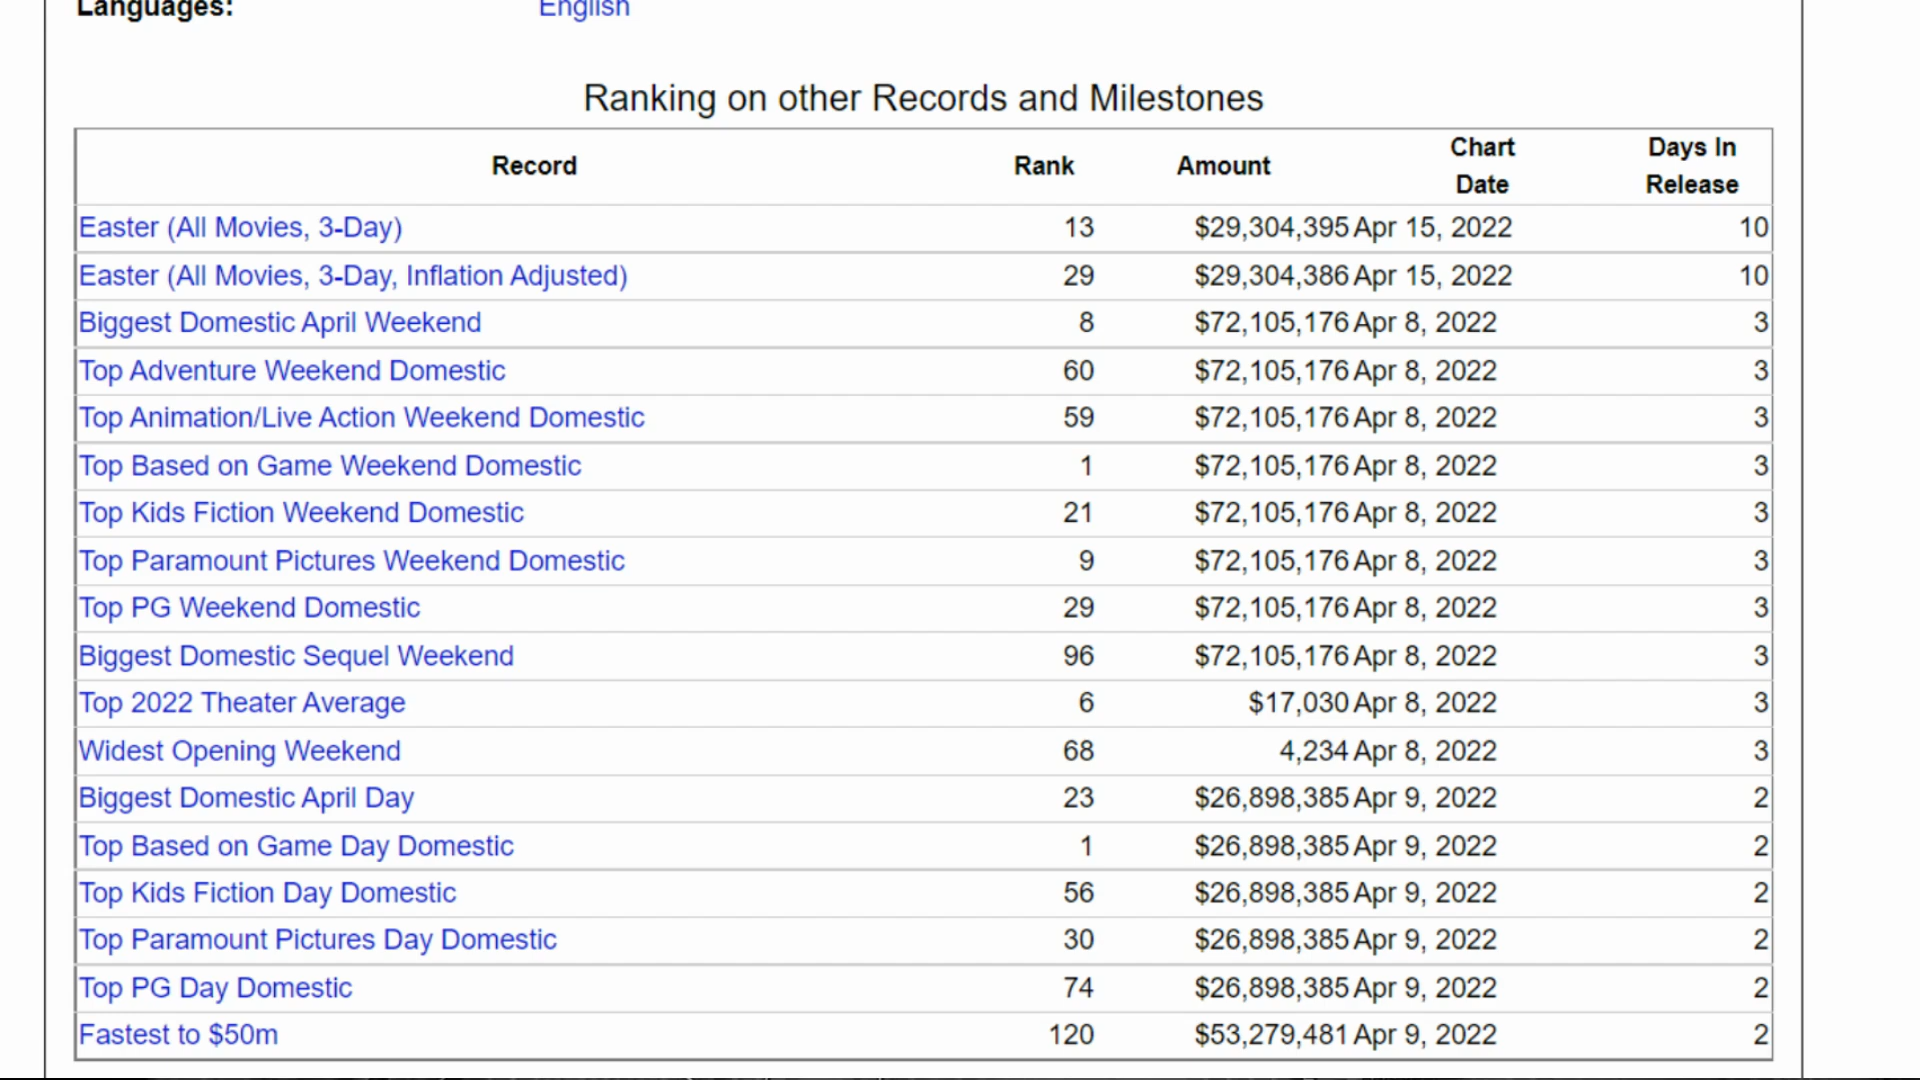 Languages: English
Ranking on other Records and Milestones
Record Rank Amount Chart Date Days In Release
Easter (All Movies, 3-Day) 13 $29,304,395 Apr 15, 2022 10
Easter (All Movies, 3-Day, Inflation Adjusted) 29 $29,304,386 Apr 15, 2022 10
Biggest Domestic April Weekend 8 $72,105,176 Apr 8, 2022 3
Top Adventure Weekend Domestic 60 $72,105,176 Apr 8, 2022 3
Top Animation/Live Action Weekend Domestic 59 $72,105,176 Apr 8, 2022 3
Top Based on Game Weekend Domestic 1 $72,105,176 Apr 8, 2022 3
Top Kids Fiction Weekend Domestic 21 $72,105,176 Apr 8, 2022 3
Top Paramount Pictures Weekend Domestic 9 $72,105,176 Apr 8, 2022 3
Top PG Weekend Domestic 29 $72,105,176 Apr 8, 2022 3
Biggest Domestic Sequel Weekend 96 $72,105,176 Apr 8, 2022 3
Top 2022 Theater Average 6 $17,030 Apr 8, 2022 3
Widest Opening Weekend 68 4,234 Apr 8, 2022 3
Biggest Domestic April Day 23 $26,898,385 Apr 9, 2022 2
Top Based on Game Day Domestic 1 $26,898,385 Apr 9, 2022 2
Top Kids Fiction Day Domestic 56 $26,898,385 Apr 9, 2022 2
Top Paramount Pictures Day Domestic 30 $26,898,385 Apr 9, 2022 2
Top PG Day Domestic 74 $26,898,385 Apr 9, 2022 2
Fastest to $50m 120 $53,279,481 Apr 9, 2022 2